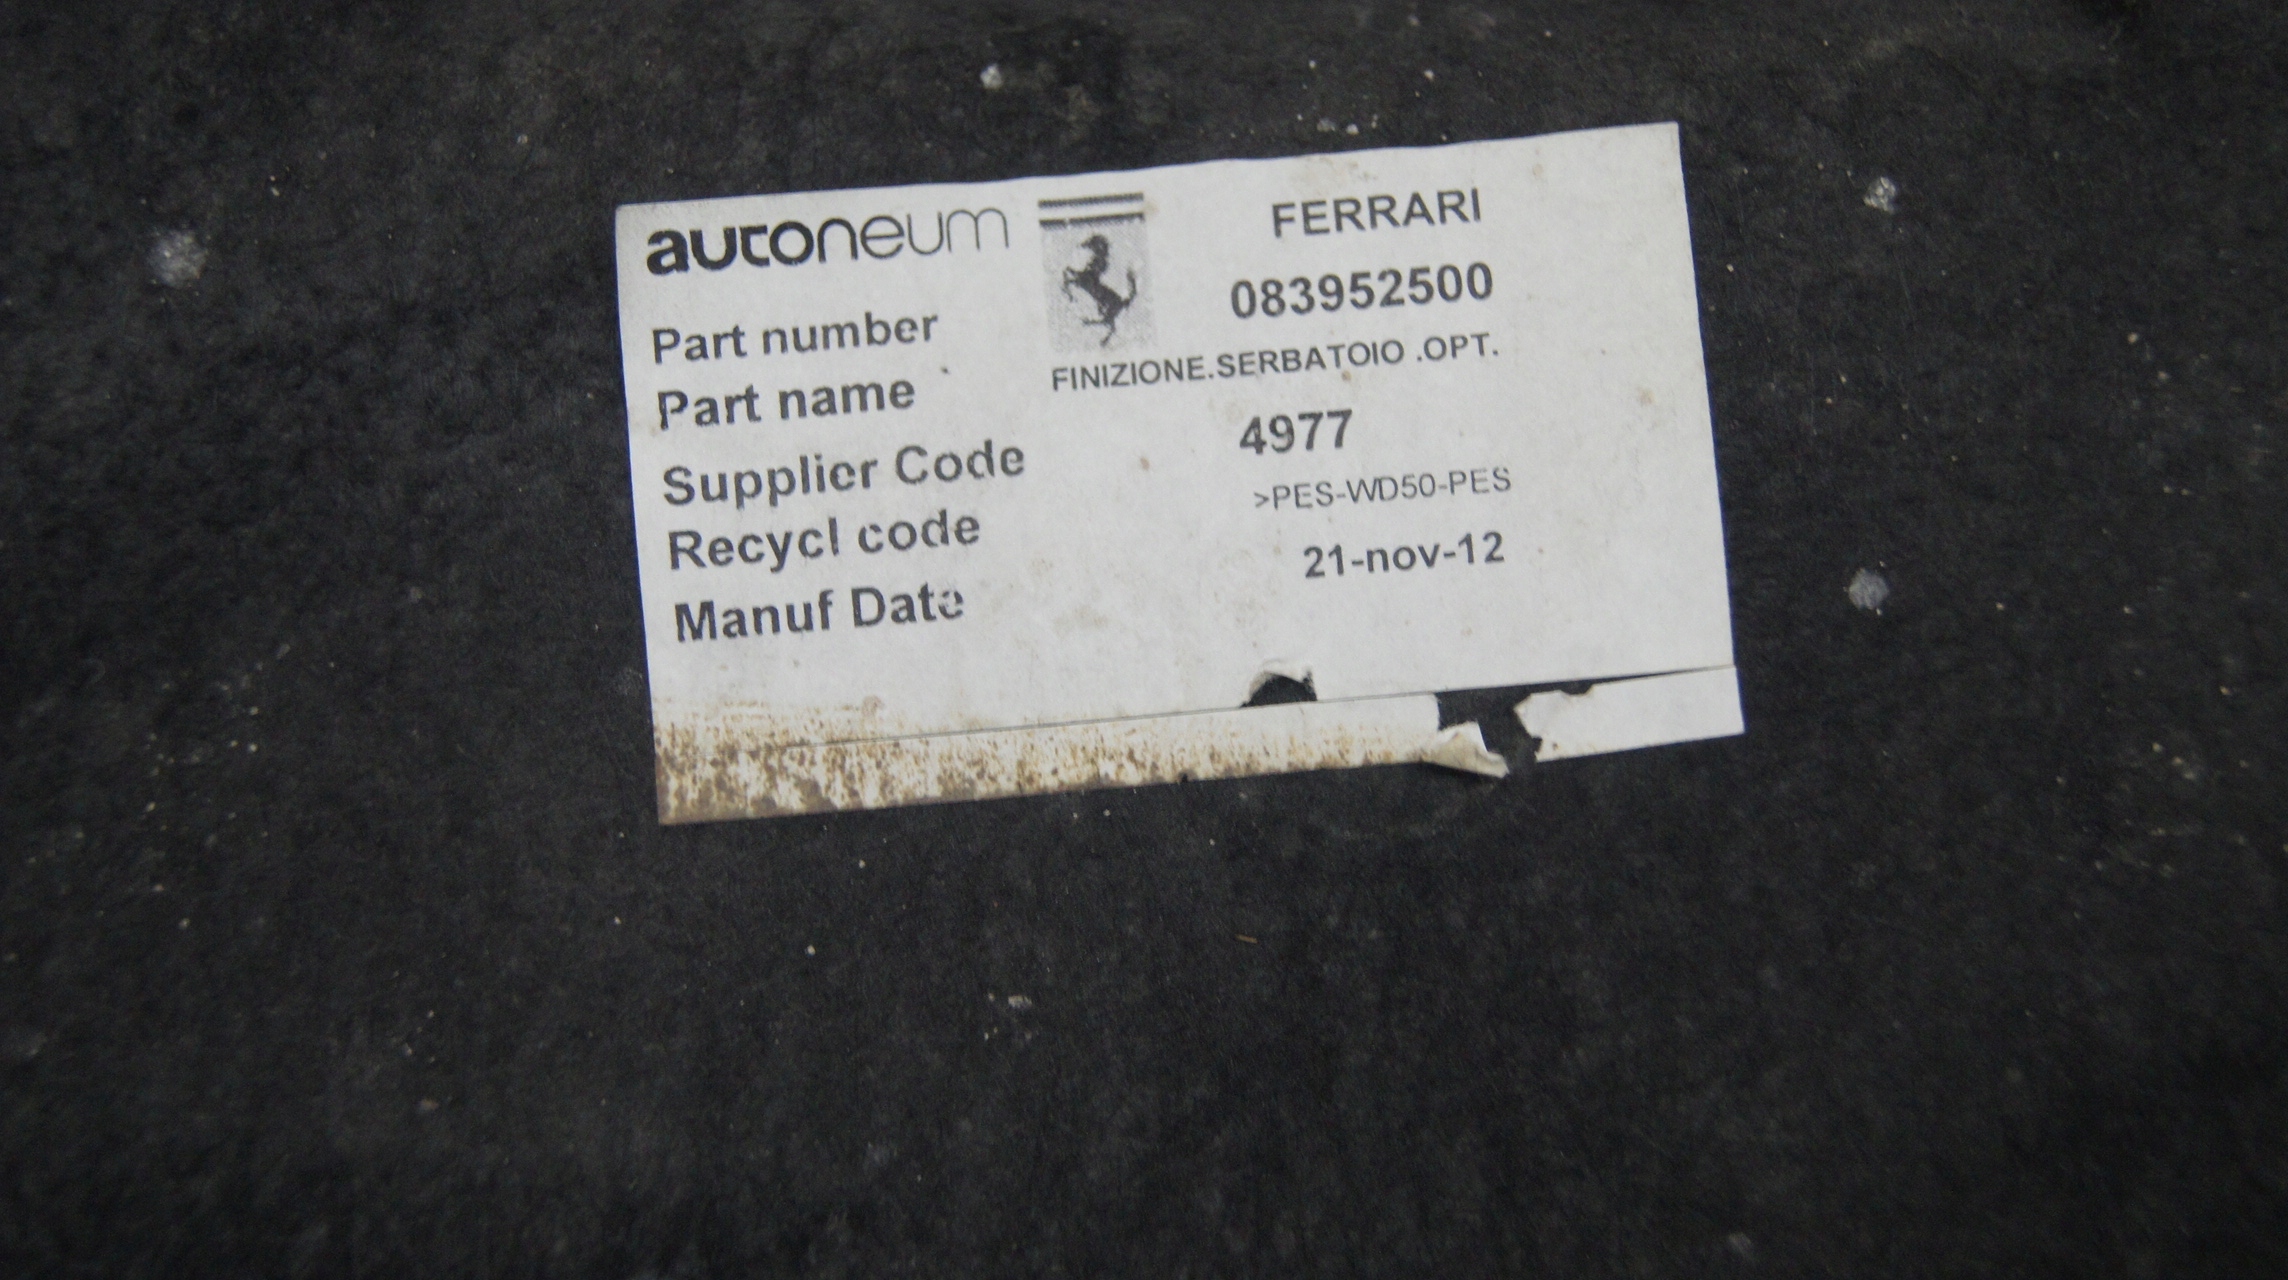 autoneum FERRARI
Part number 083952500
Part name FINIZIONE.SERBATOIO .OPT.
Supplier Code 4977
Recycl code >PES-WD50-PES
Manuf Date 21-nov-12